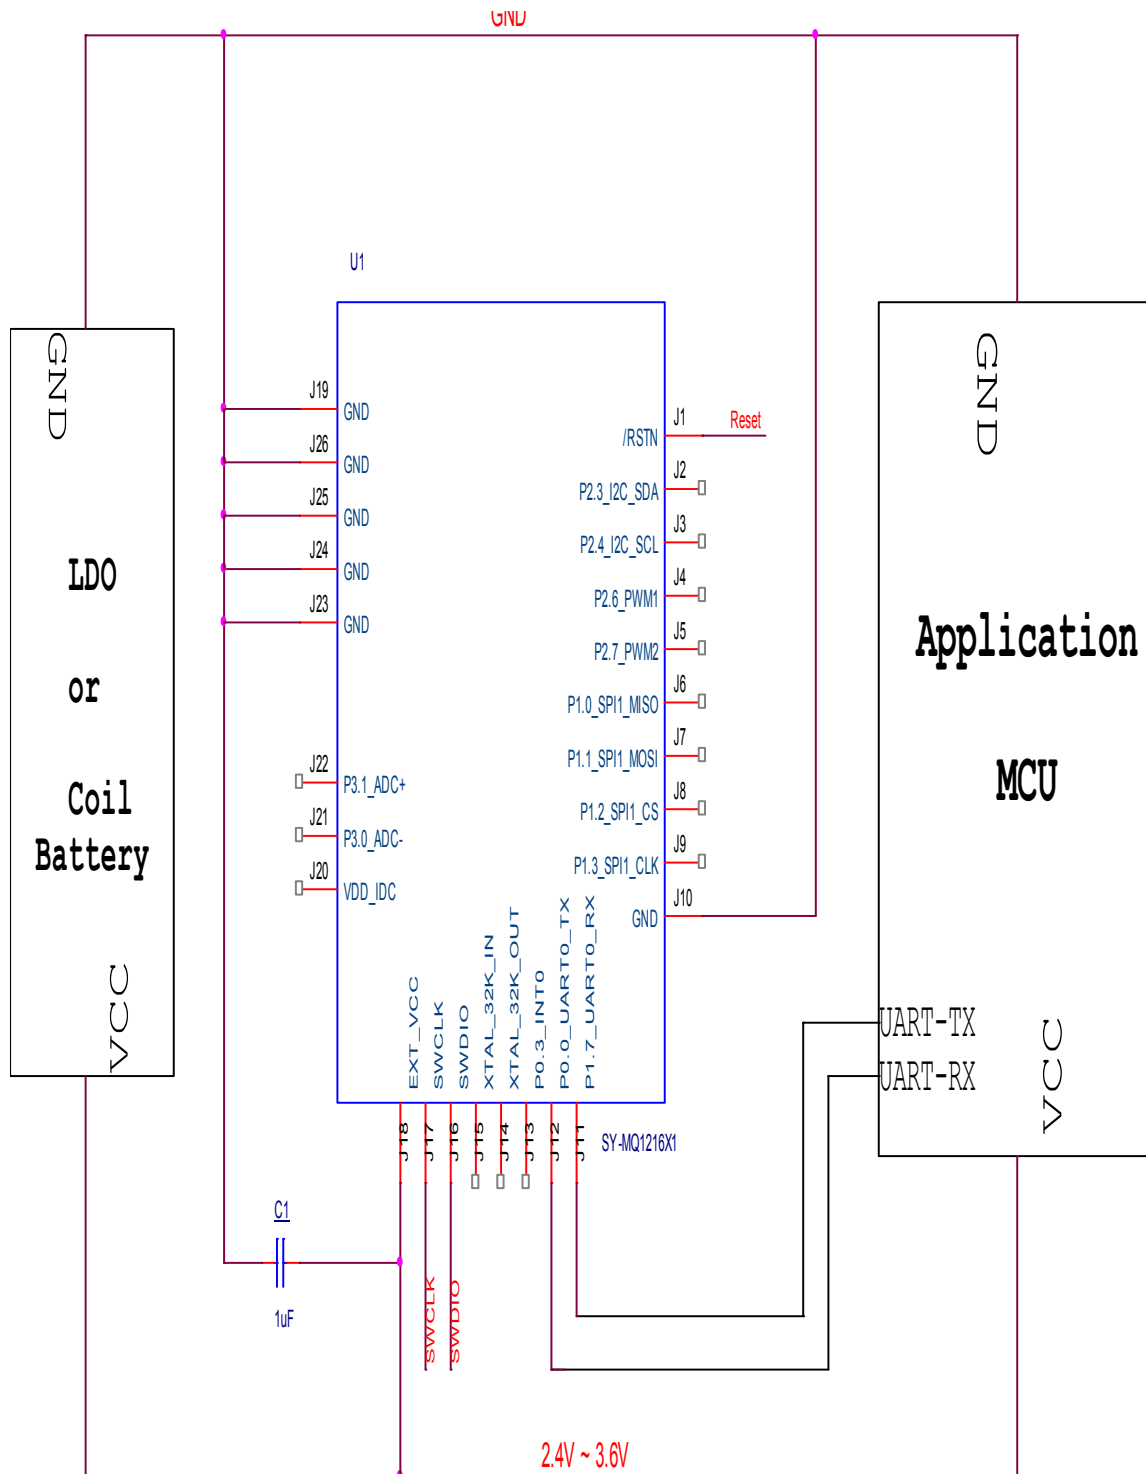 GND
U1
GND
LDO
or
Coil
Battery
VCC
J19
GND
J26
GND
J25
GND
J24
GND
J23
GND
J22
P3.1_ADC+
J21
P3.0_ADC-
J20
VDD_IDC
J1
/RSTN
Reset
J2
P2.3_I2C_SDA
J3
P2.4_I2C_SCL
J4
P2.6_PWM1
J5
P2.7_PWM2
J6
P1.0_SPI1_MISO
J7
P1.1_SPI1_MOSI
J8
P1.2_SPI1_CS
J9
P1.3_SPI1_CLK
J10
GND
EXT_VCC
SWCLK
SWDIO
XTAL_32K_IN
XTAL_32K_OUT
P0.3_INT0
P0.0_UART0_TX
P1.7_UART0_RX
J18
J17
J16
J15
J14
J13
J12
J11
SY-MQ1216X1
GND
Application
MCU
UART-TX
UART-RX
VCC
C1
1uF
SWCLK
SWDIO
2.4V ~ 3.6V